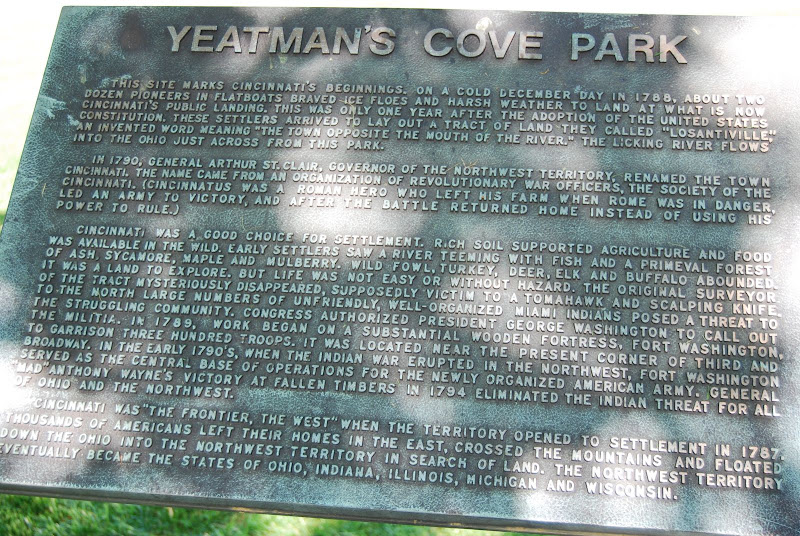 YEATMAN'S COVE PARK
THIS SITE MARKS CINCINNATI'S BEGINNINGS. ON A COLD DECEMBER DAY IN 1788, ABOUT TWO
DOZEN PIONEERS IN FLATBOATS BRAVED ICE FLOES AND HARSH WEATHER TO LAND AT WHAT IS NOW
CINCINNATI'S PUBLIC LANDING. THIS WAS ONLY ONE YEAR AFTER THE ADOPTION OF THE UNITED STATES
CONSTITUTION. THESE SETTLERS ARRIVED TO LAY OUT A TRACT OF LAND THEY CALLED "LOSANTIVILLE,"
AN INVENTED WORD MEANING "THE TOWN OPPOSITE THE MOUTH OF THE RIVER." THE LICKING RIVER FLOWS
INTO THE OHIO JUST ACROSS FROM THIS PARK.
IN 1790, GENERAL ARTHUR ST. CLAIR, GOVERNOR OF THE NORTHWEST TERRITORY, RENAMED THE TOWN
CINCINNATI. THE NAME CAME FROM AN ORGANIZATION OF REVOLUTIONARY WAR OFFICERS, THE SOCIETY OF THE
CINCINNATI. (CINCINNATUS WAS A ROMAN HERO WHO LEFT HIS FARM WHEN ROME WAS IN DANGER,
LED AN ARMY TO VICTORY, AND AFTER THE BATTLE RETURNED HOME INSTEAD OF USING HIS
POWER TO RULE.)
CINCINNATI WAS A GOOD CHOICE FOR SETTLEMENT. RICH SOIL SUPPORTED AGRICULTURE AND FOOD
WAS AVAILABLE IN THE WILD. EARLY SETTLERS SAW A RIVER TEEMING WITH FISH AND A PRIMEVAL FOREST
OF ASH, SYCAMORE, MAPLE AND MULBERRY. WILD FOWL, TURKEY, DEER, ELK AND BUFFALO ABOUNDED.
IT WAS A LAND TO EXPLORE. BUT LIFE WAS NOT EASY OR WITHOUT HAZARD. THE ORIGINAL SURVEYOR
OF THE TRACT MYSTERIOUSLY DISAPPEARED, SUPPOSEDLY VICTIM TO A TOMAHAWK AND SCALPING KNIFE.
TO THE NORTH LARGE NUMBERS OF UNFRIENDLY, WELL-ORGANIZED MIAMI INDIANS POSED A THREAT TO
THE STRUGGLING COMMUNITY. CONGRESS AUTHORIZED PRESIDENT GEORGE WASHINGTON TO CALL OUT
THE MILITIA. IN 1789, WORK BEGAN ON A SUBSTANTIAL WOODEN FORTRESS, FORT WASHINGTON,
TO GARRISON THREE HUNDRED TROOPS. IT WAS LOCATED NEAR THE PRESENT CORNER OF THIRD AND
BROADWAY. IN THE EARLY 1790'S, WHEN THE INDIAN WAR ERUPTED IN THE NORTHWEST, FORT WASHINGTON
SERVED AS THE CENTRAL BASE OF OPERATIONS FOR THE NEWLY ORGANIZED AMERICAN ARMY. GENERAL
"MAD" ANTHONY WAYNE'S VICTORY AT FALLEN TIMBERS IN 1794 ELIMINATED THE INDIAN THREAT FOR ALL
OF OHIO AND THE NORTHWEST.
CINCINNATI WAS "THE FRONTIER, THE WEST" WHEN THE TERRITORY OPENED TO SETTLEMENT IN 1787.
THOUSANDS OF AMERICANS LEFT THEIR HOMES IN THE EAST, CROSSED THE MOUNTAINS AND FLOATED
DOWN THE OHIO INTO THE NORTHWEST TERRITORY IN SEARCH OF LAND. THE NORTHWEST TERRITORY
EVENTUALLY BECAME THE STATES OF OHIO, INDIANA, ILLINOIS, MICHIGAN AND WISCONSIN.